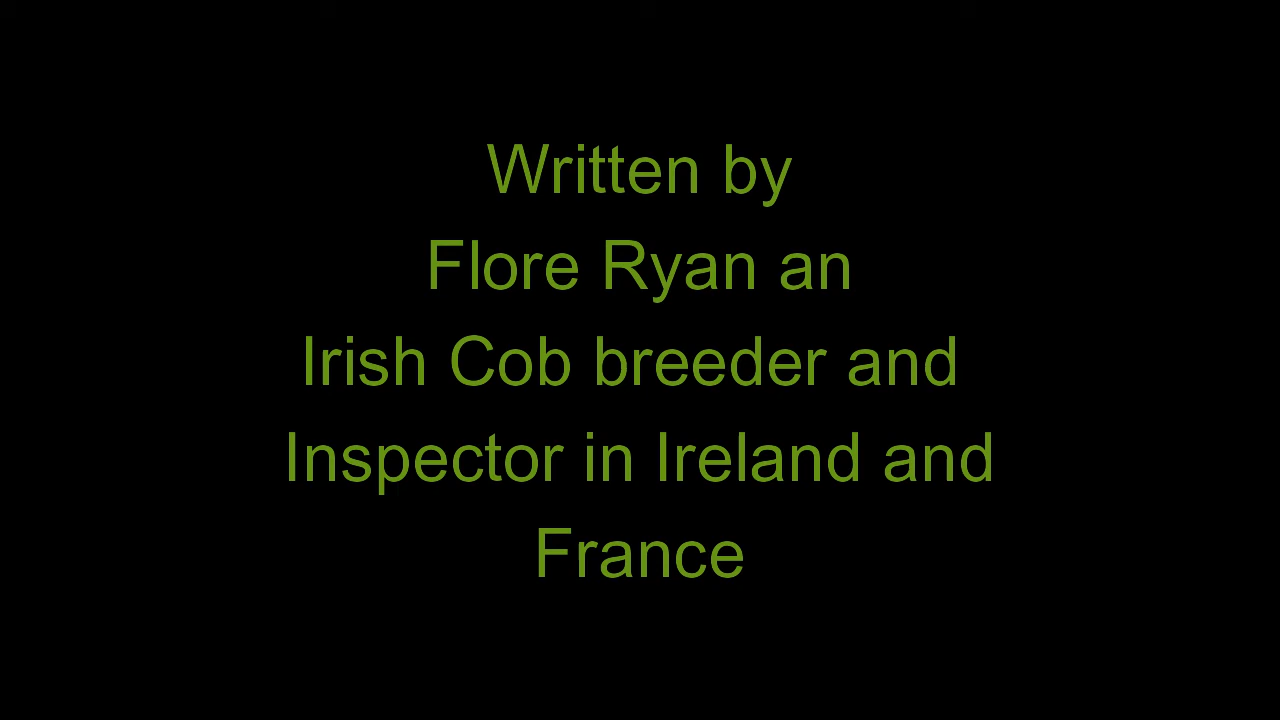 Written by
Flore Ryan an
Irish Cob breeder and
Inspector in Ireland and
France